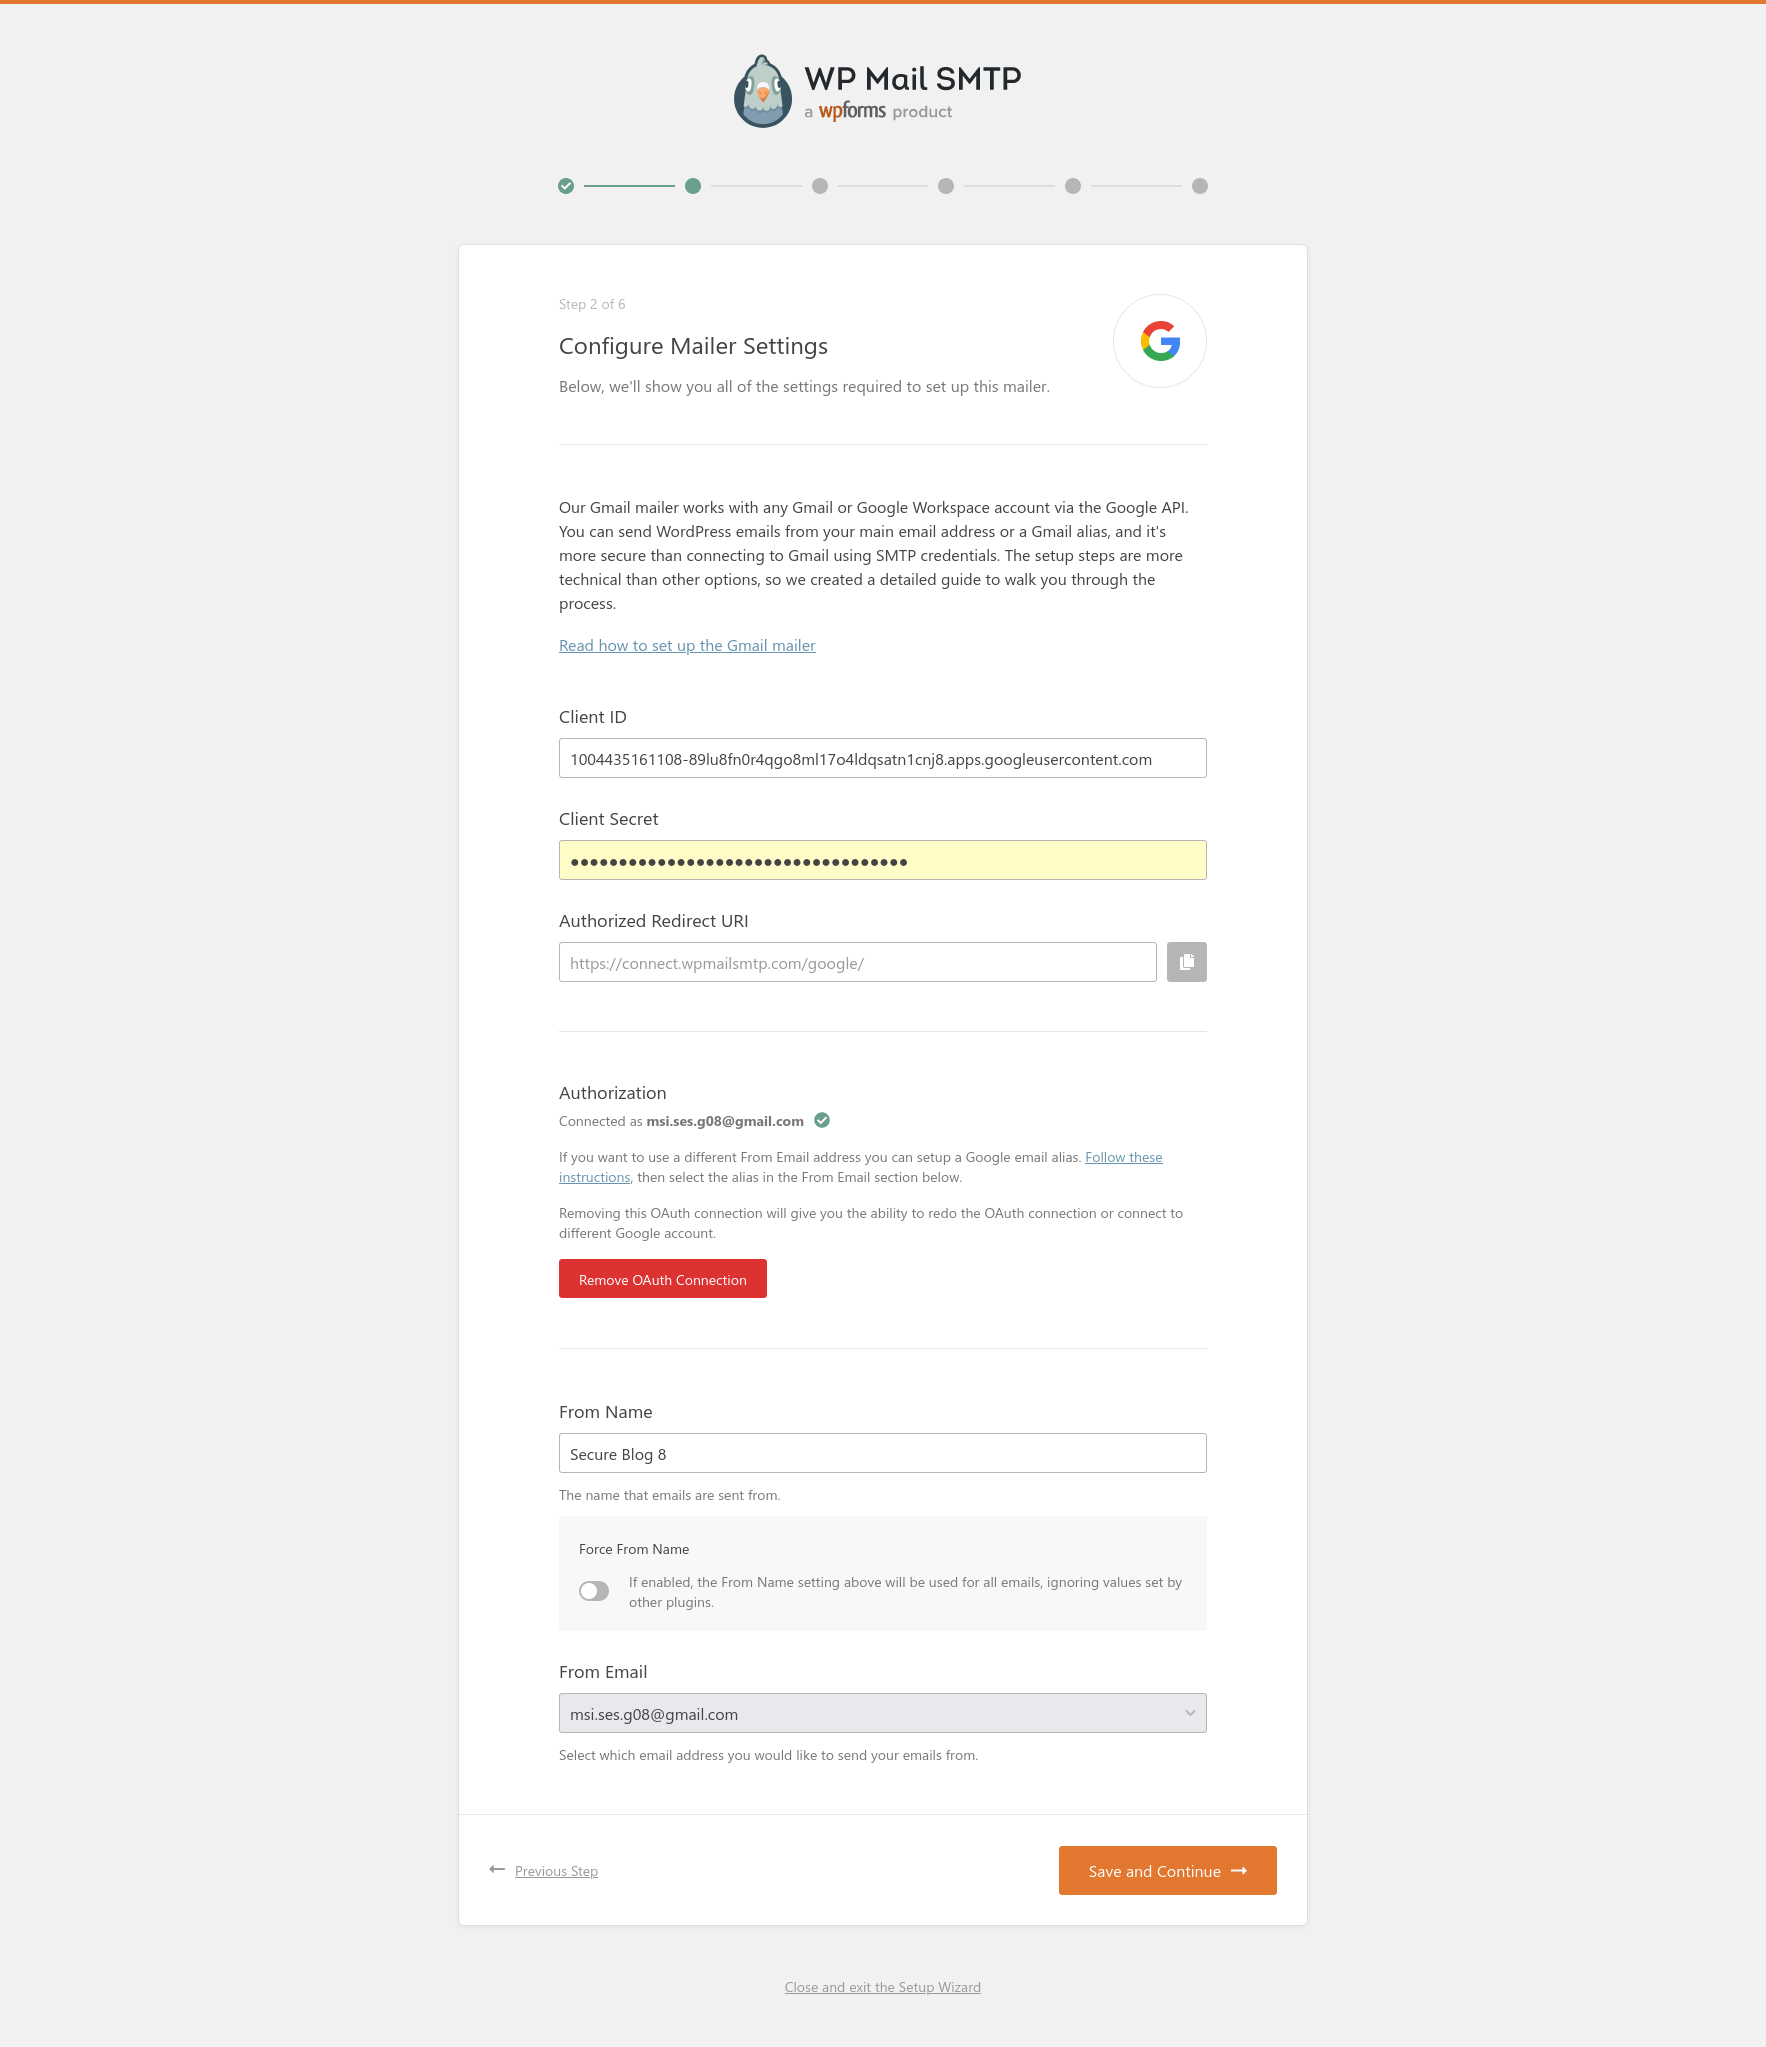 WP Mail SMTP
a wpforms product
Step 2 of 6
Configure Mailer Settings
Below, we'll show you all of the settings required to set up this mailer.
Our Gmail mailer works with any Gmail or Google Workspace account via the Google API.
You can send WordPress emails from your main email address or a Gmail alias, and it's
more secure than connecting to Gmail using SMTP credentials. The setup steps are more
technical than other options, so we created a detailed guide to walk you through the
process.
Read how to set up the Gmail mailer
Client ID
1004435161108-89lu8fn0r4qgo8ml17o4ldqsatn1cnj8.apps.googleusercontent.com
Client Secret
Authorized Redirect URI
https://connect.wpmailsmtp.com/google/
Authorization
Connected as msi.ses.g08@gmail.com
If you want to use a different From Email address you can setup a Google email alias. Follow these
instructions, then select the alias in the From Email section below.
Removing this OAuth connection will give you the ability to redo the OAuth connection or connect to
different Google account.
Remove OAuth Connection
From Name
Secure Blog 8
The name that emails are sent from.
Force From Name
If enabled, the From Name setting above will be used for all emails, ignoring values set by
other plugins.
From Email
msi.ses.g08@gmail.com
Select which email address you would like to send your emails from.
Previous Step
Save and Continue
Close and exit the Setup Wizard